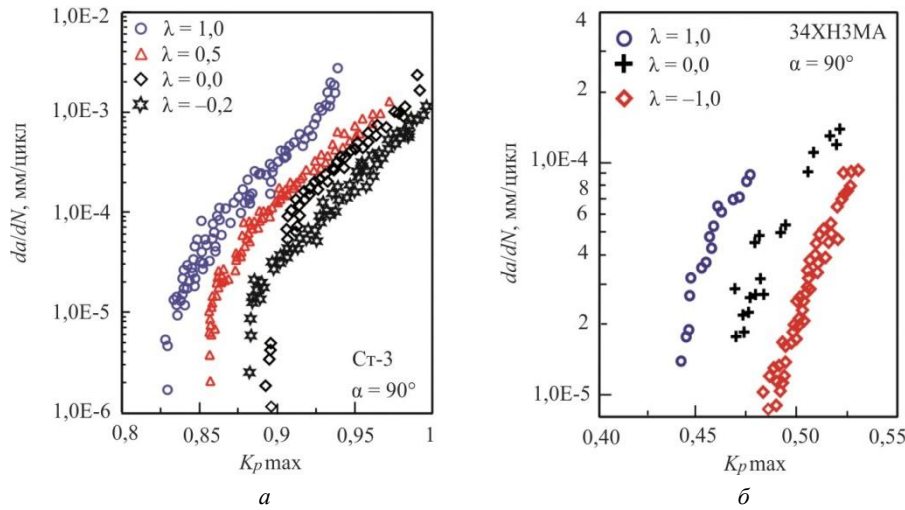 1,0E-2
1,0E-3
1,0E-4
1,0E-5
1,0E-6
da/dN, мм/цикл
λ = 1,0
λ = 0,5
λ = 0,0
λ = –0,2
Ст-3
α = 90°
0,8
0,85
0,9
0,95
1
Kp max
а
4
2
1,0E-4
8
6
4
2
1,0E-5
da/dN, мм/цикл
λ = 1,0
λ = 0,0
λ = –1,0
34ХН3МА
α = 90°
0,40
0,45
0,50
0,55
Kp max
б